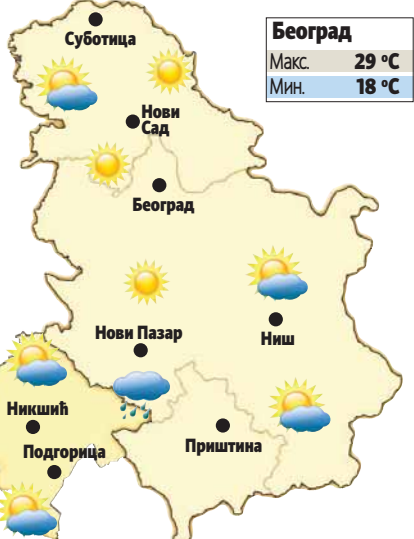 Суботица
Београд
Макс. 29 °C
Мин. 18 °C
Нови
Сад
Београд
Нови Пазар
Ниш
Никшић
Подгорица
Приштина